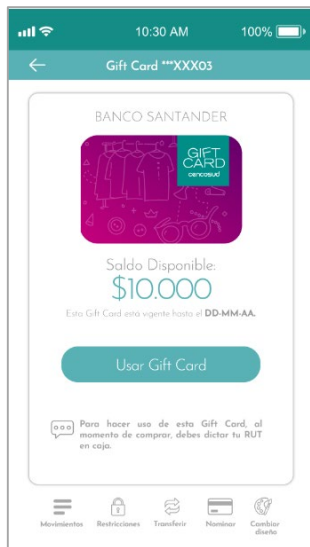 10:30 AM 100%
Gift Card ***XXX03
BANCO SANTANDER
GIFT
CARD
cencosud
Saldo Disponible:
$10.000
Esta Gift Card está vigente hasta el DD-MM-AA.
Usar Gift Card
Para hacer uso de esta Gift Card, al
momento de comprar, debes dictar tu RUT
en caja.
Movimientos Restricciones Transferir Nominar Cambiar
diseño